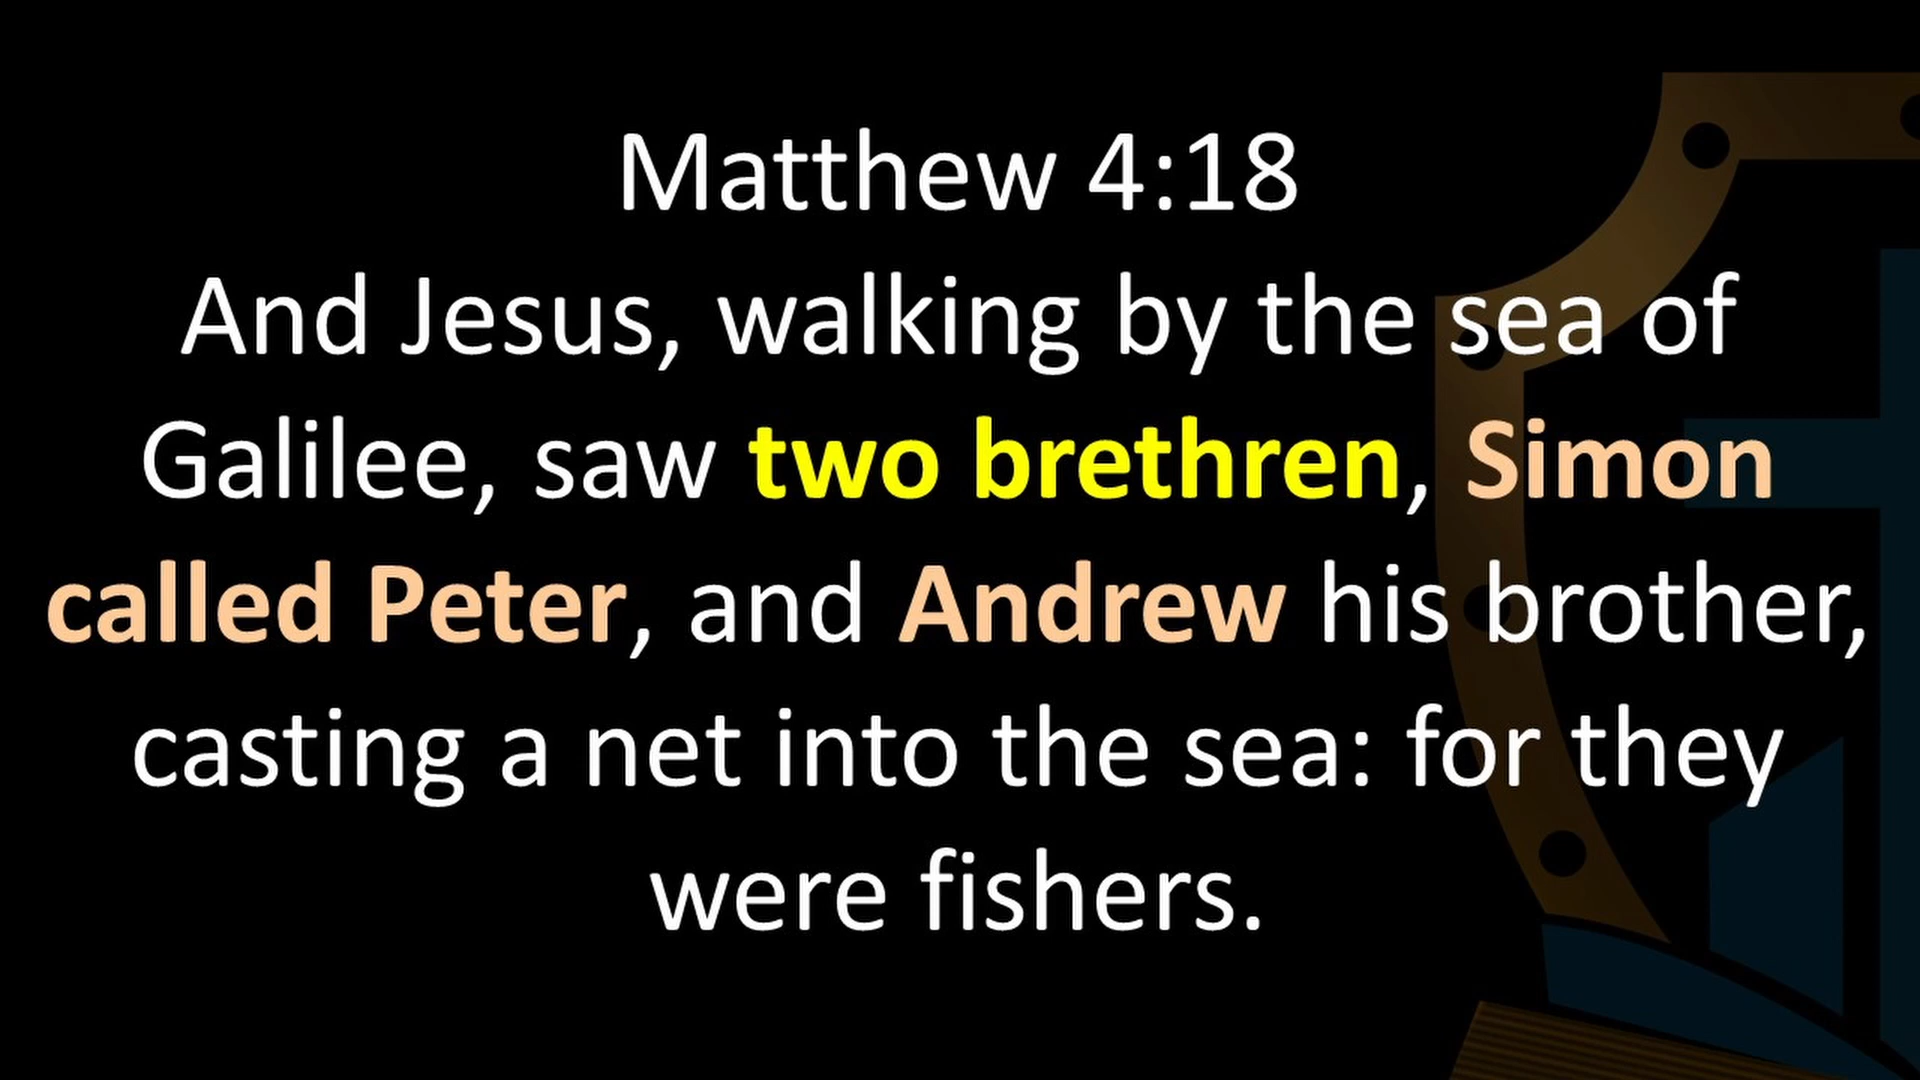 Matthew 4:18
And Jesus, walking by the sea of
Galilee, saw two brethren, Simon
called Peter, and Andrew his brother,
casting a net into the sea: for they
were fishers.